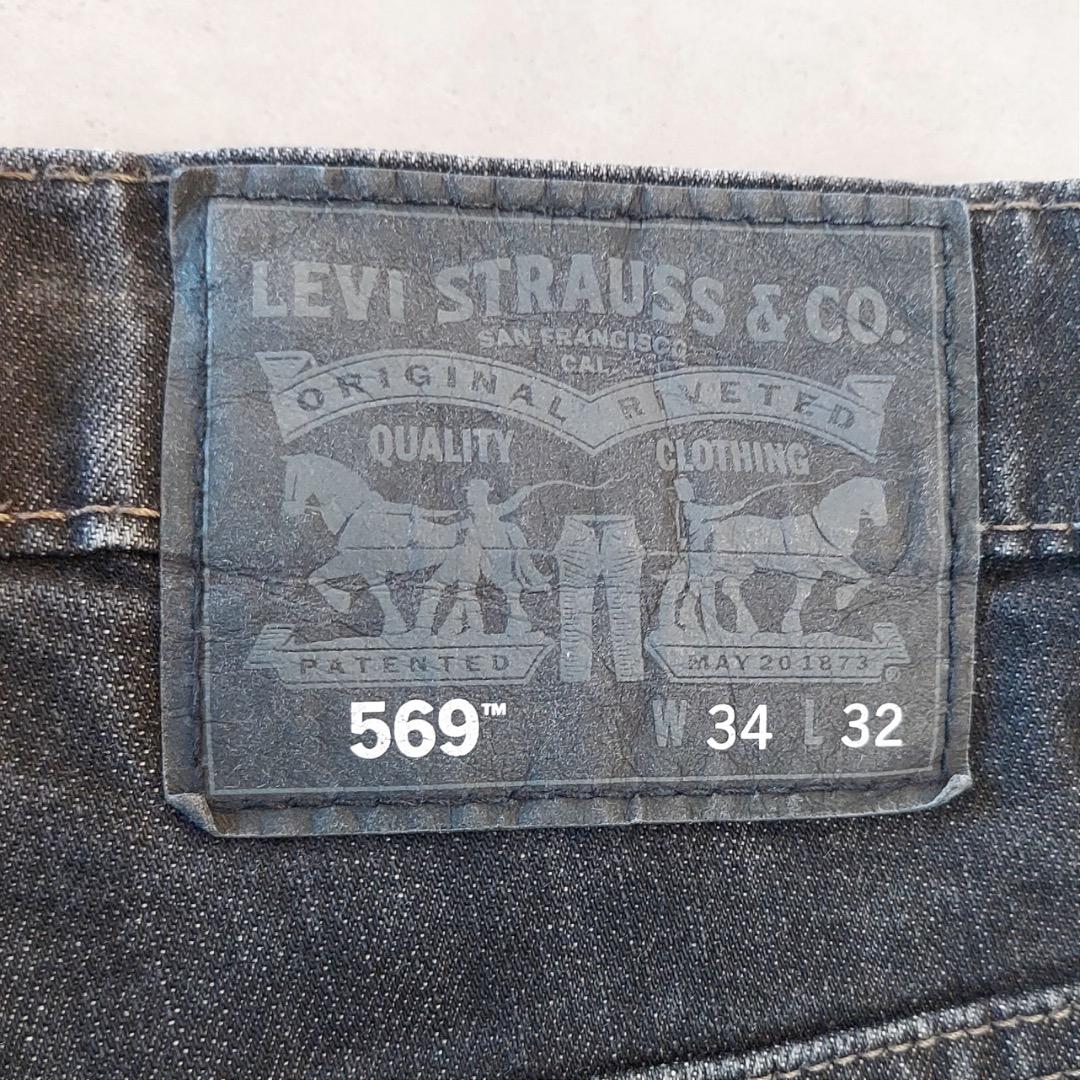 LEVI STRAUSS & CO.
SAN FRANCISCO
CAL.
ORIGINAL RIVETED
QUALITY CLOTHING
PATENTED MAY 20 1873 ®
569™ W 34 L 32